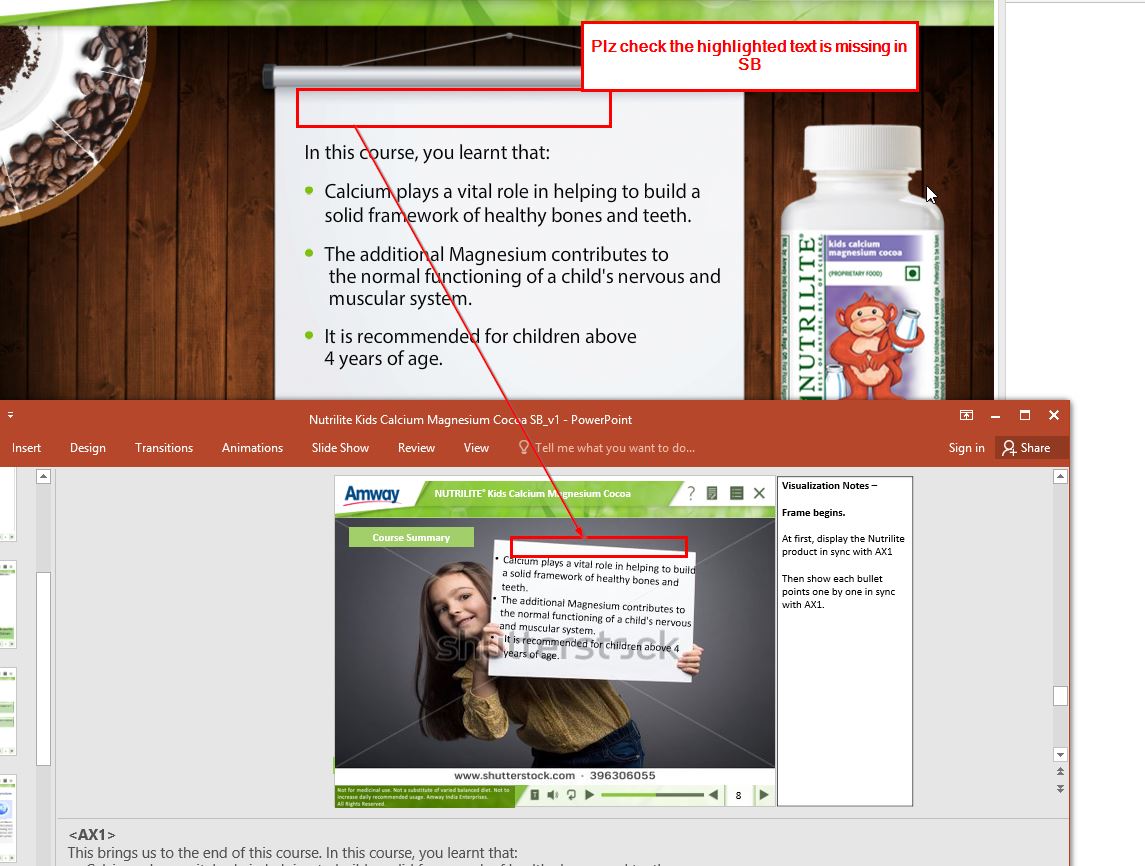 Plz check the highlighted text is missing in
SB
In this course, you learnt that:
Calcium plays a vital role in helping to build a
solid framework of healthy bones and teeth.
The additional Magnesium contributes to
the normal functioning of a child's nervous and
muscular system.
It is recommended for children above
4 years of age.
NUTRILITE®
BEST OF NATURE BEST OF SCIENCE
kids calcium
magnesium cocoa
(PROPRIETARY FOOD)
Nutrilite Kids Calcium Magnesium Cocoa SB_v1 - PowerPoint
Insert Design Transitions Animations Slide Show Review View Tell me what you want to do... Sign in Share
Amway
NUTRILITE® Kids Calcium Magnesium Cocoa
?
Course Summary
• Calcium plays a vital role in helping to build
a solid framework of healthy bones and
teeth.
• The additional Magnesium contributes to
the normal functioning of a child's nervous
and muscular system.
• It is recommended for children above 4
years of age.
shutterstock
www.shutterstock.com · 396306055
Not for medicinal use. Not a substitute of varied balanced diet. Not to
increase daily recommended usage. Amway India Enterprises.
All Rights Reserved.
T
8
Visualization Notes –
Frame begins.
At first, display the Nutrilite
product in sync with AX1
Then show each bullet
points one by one in sync
with AX1.
<AX1>
This brings us to the end of this course. In this course, you learnt that: